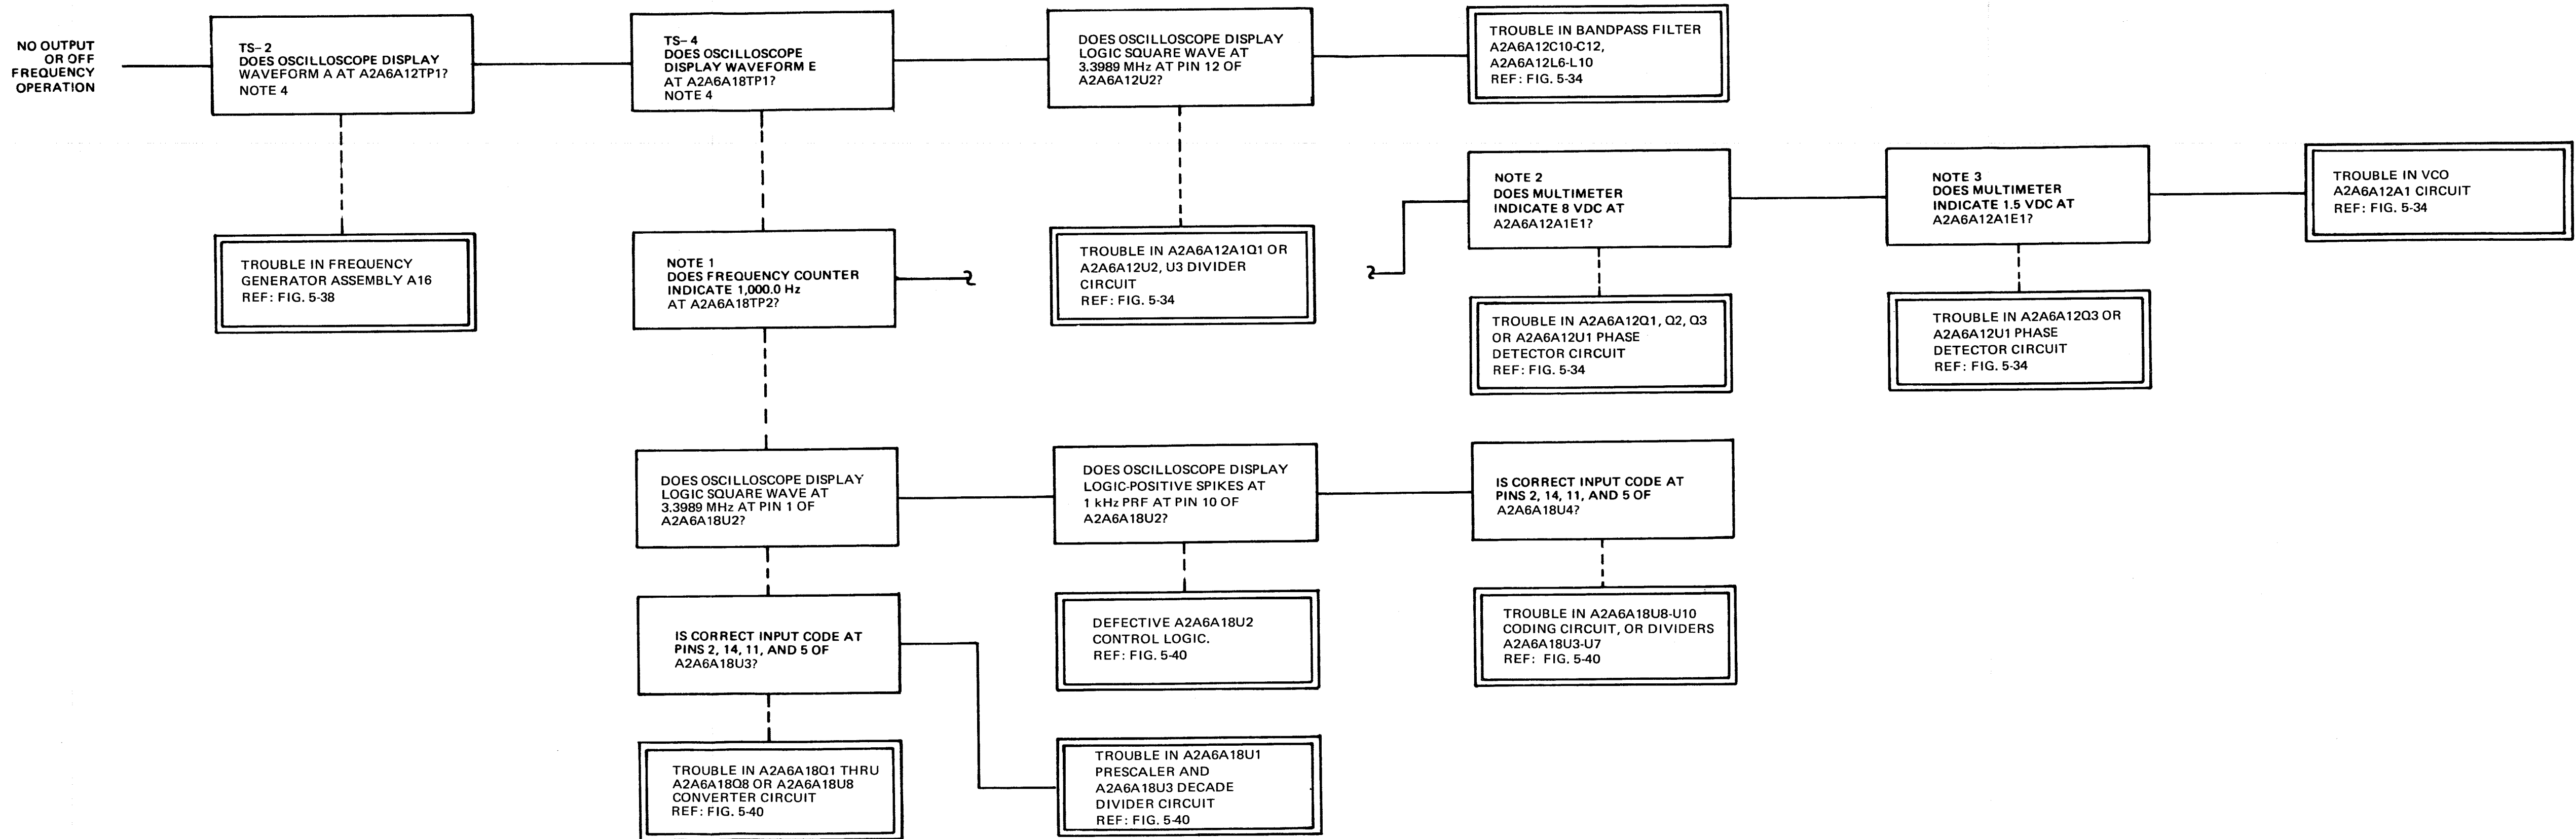 NO OUTPUT
OR OFF
FREQUENCY
OPERATION
TS-2
DOES OSCILLOSCOPE DISPLAY
WAVEFORM A AT A2A6A12TP1?
NOTE 4
TS-4
DOES OSCILLOSCOPE
DISPLAY WAVEFORM E
AT A2A6A18TP1?
NOTE 4
DOES OSCILLOSCOPE DISPLAY
LOGIC SQUARE WAVE AT
3.3989 MHz AT PIN 12 OF
A2A6A12U2?
TROUBLE IN BANDPASS FILTER
A2A6A12C10-C12,
A2A6A12L6-L10
REF: FIG. 5-34
TROUBLE IN FREQUENCY
GENERATOR ASSEMBLY A16
REF: FIG. 5-38
NOTE 1
DOES FREQUENCY COUNTER
INDICATE 1,000.0 Hz
AT A2A6A18TP2?
TROUBLE IN A2A6A12A1Q1 OR
A2A6A12U2, U3 DIVIDER
CIRCUIT
REF: FIG. 5-34
NOTE 2
DOES MULTIMETER
INDICATE 8 VDC AT
A2A6A12A1E1?
NOTE 3
DOES MULTIMETER
INDICATE 1.5 VDC AT
A2A6A12A1E1?
TROUBLE IN VCO
A2A6A12A1 CIRCUIT
REF: FIG. 5-34
TROUBLE IN A2A6A12Q1, Q2, Q3
OR A2A6A12U1 PHASE
DETECTOR CIRCUIT
REF: FIG. 5-34
TROUBLE IN A2A6A12Q3 OR
A2A6A12U1 PHASE
DETECTOR CIRCUIT
REF: FIG. 5-34
DOES OSCILLOSCOPE DISPLAY
LOGIC SQUARE WAVE AT
3.3989 MHz AT PIN 1 OF
A2A6A18U2?
DOES OSCILLOSCOPE DISPLAY
LOGIC-POSITIVE SPIKES AT
1 kHz PRF AT PIN 10 OF
A2A6A18U2?
IS CORRECT INPUT CODE AT
PINS 2, 14, 11, AND 5 OF
A2A6A18U4?
IS CORRECT INPUT CODE AT
PINS 2, 14, 11, AND 5 OF
A2A6A18U3?
DEFECTIVE A2A6A18U2
CONTROL LOGIC.
REF: FIG. 5-40
TROUBLE IN A2A6A18U8-U10
CODING CIRCUIT, OR DIVIDERS
A2A6A18U3-U7
REF: FIG. 5-40
TROUBLE IN A2A6A18Q1 THRU
A2A6A18Q8 OR A2A6A18U8
CONVERTER CIRCUIT
REF: FIG. 5-40
TROUBLE IN A2A6A18U1
PRESCALER AND
A2A6A18U3 DECADE
DIVIDER CIRCUIT
REF: FIG. 5-40